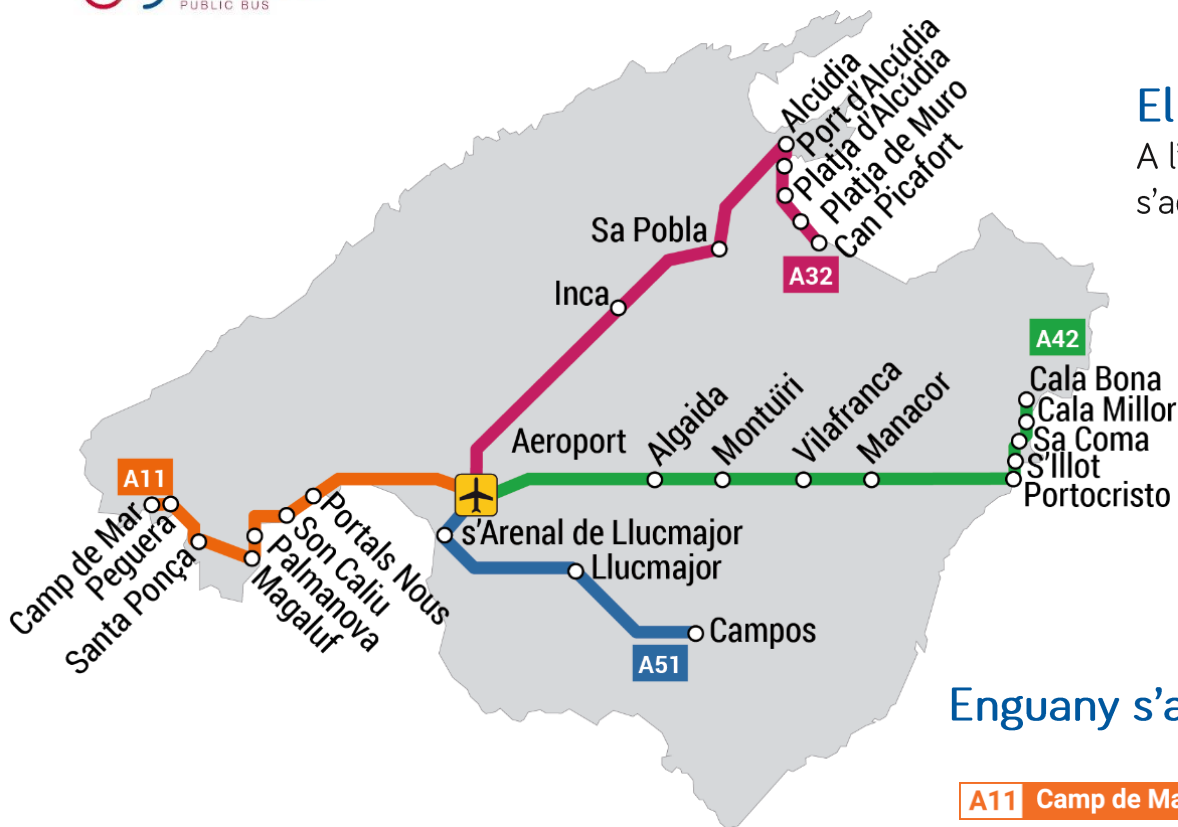 PUBLIC BUS
El
A l'
s'a
Alcúdia
Port d'Alcúdia
Platja d'Alcúdia
Platja de Muro
Can Picafort
Sa Pobla
A32
Inca
A42
Cala Bona
Cala Millor
Sa Coma
S'Illot
Portocristo
Aeroport
Algaida
Montuïri
Vilafranca
Manacor
A11
Camp de Mar
Peguera
Santa Ponça
Magaluf
Palmanova
Son Caliu
Portals Nous
s'Arenal de Llucmajor
Llucmajor
Campos
A51
Enguany s'a
A11 Camp de Ma